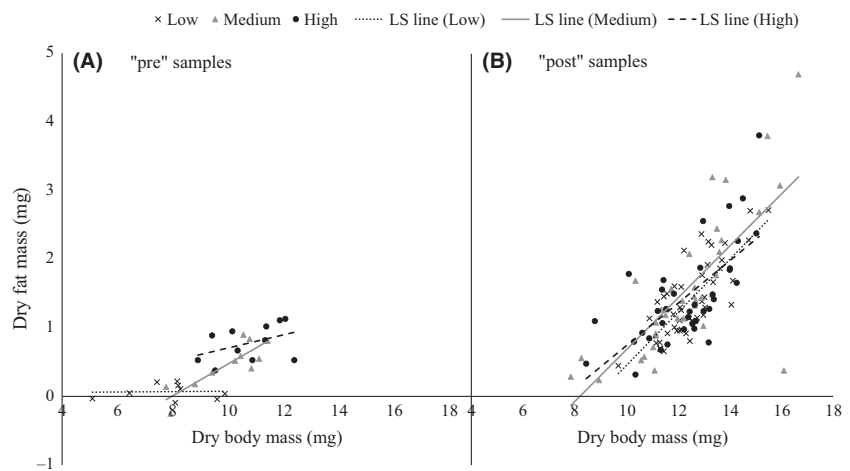 Low Medium High LS line (Low) LS line (Medium) LS line (High)
(A) "pre" samples
(B) "post" samples
Dry fat mass (mg)
5
4
3
2
1
0
−1
4 6 8 10 12 14 16 18
4 6 8 10 12 14 16 18
Dry body mass (mg)
Dry body mass (mg)